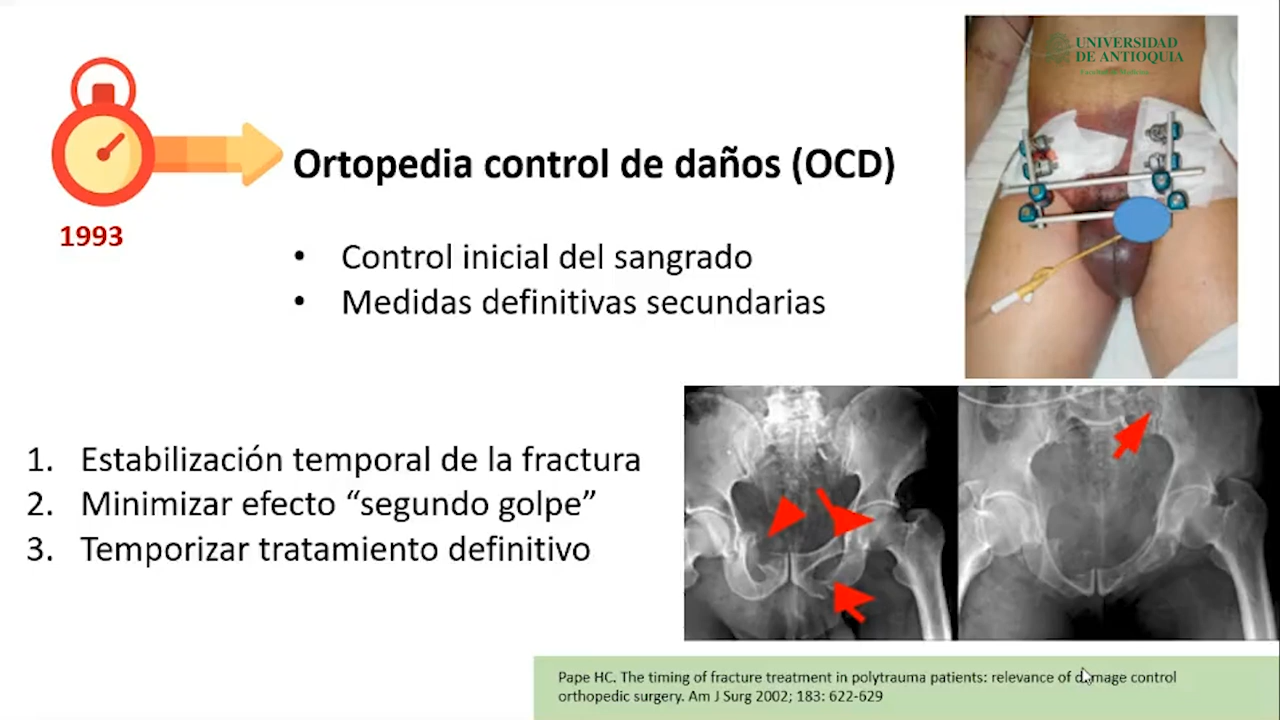 UNIVERSIDAD
DE ANTIOQUIA
Ortopedia control de daños (OCD)
1993
• Control inicial del sangrado
• Medidas definitivas secundarias
1. Estabilización temporal de la fractura
2. Minimizar efecto “segundo golpe”
3. Temporizar tratamiento definitivo
Pape HC. The timing of fracture treatment in polytrauma patients: relevance of damage control
orthopedic surgery. Am J Surg 2002; 183: 622-629